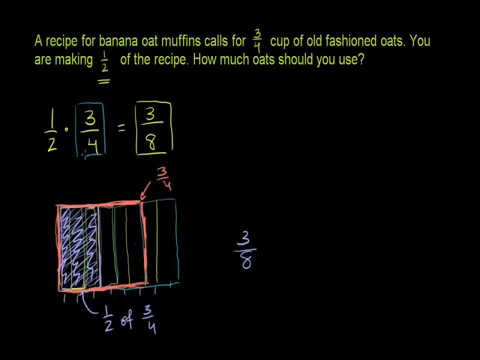 A recipe for banana oat muffins calls for 3/4 cup of old fashioned oats. You
are making 1/2 of the recipe. How much oats should you use?
1/2 · 3/4 = 3/8
3/4
3/8
1/2 of 3/4